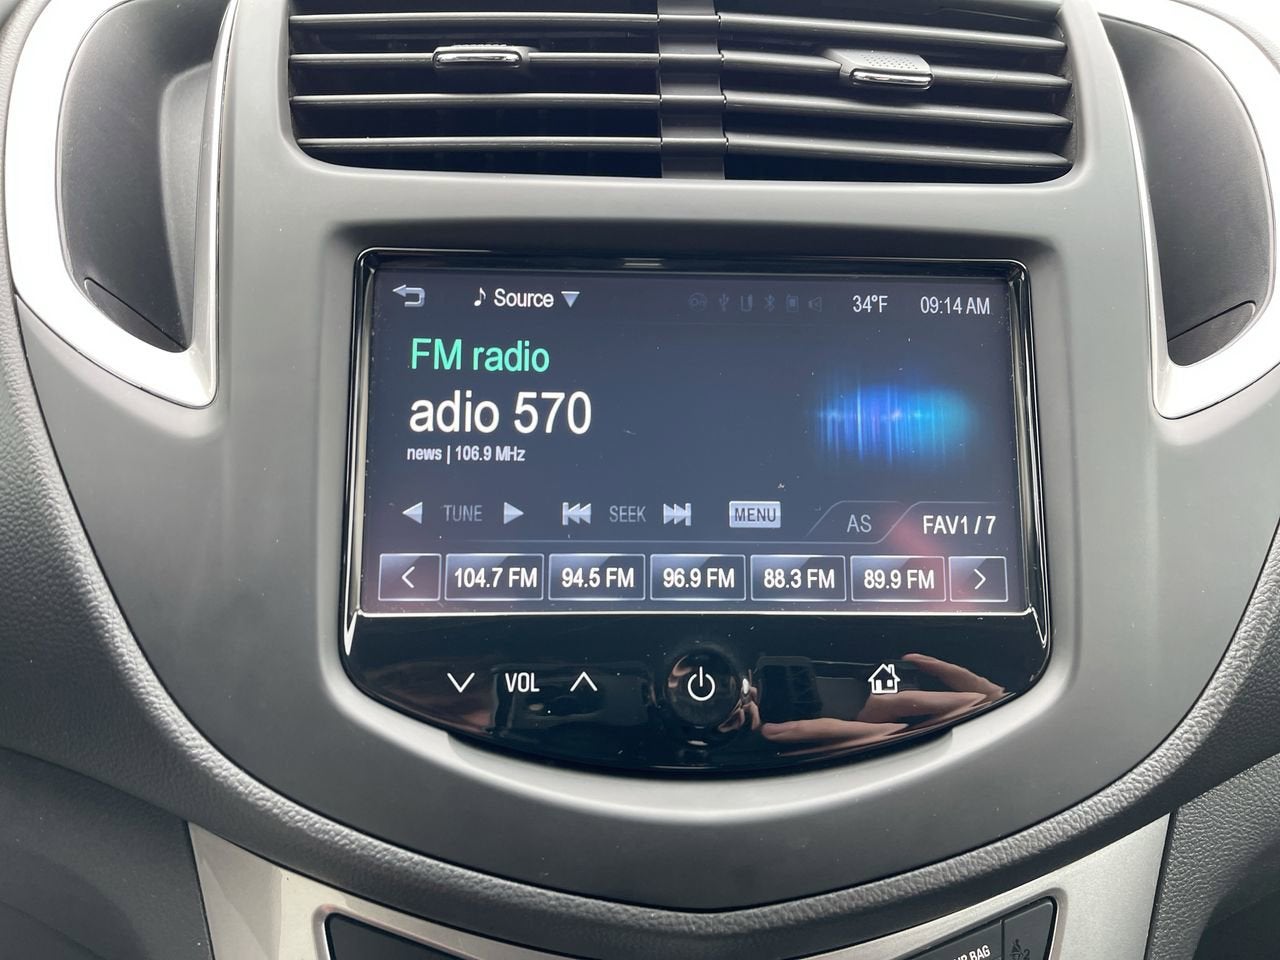 Source 34°F 09:14 AM
FM radio
adio 570
news | 106.9 MHz
TUNE SEEK MENU AS FAV1 / 7
104.7 FM 94.5 FM 96.9 FM 88.3 FM 89.9 FM
VOL
BAG